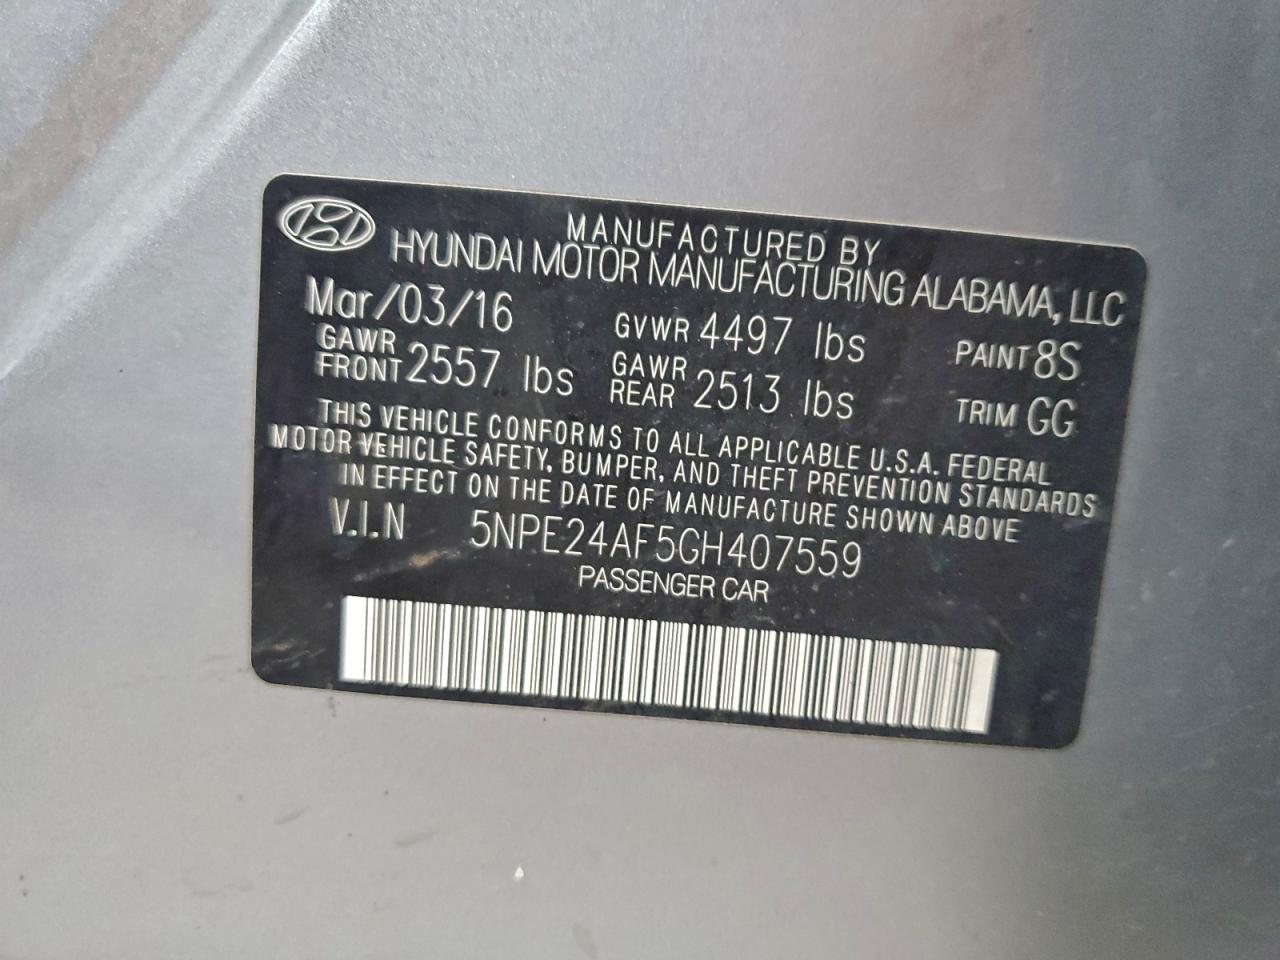 MANUFACTURED BY
HYUNDAI MOTOR MANUFACTURING ALABAMA, LLC
Mar/03/16 GVWR 4497 lbs PAINT 8S
GAWR FRONT 2557 lbs GAWR REAR 2513 lbs TRIM GG
THIS VEHICLE CONFORMS TO ALL APPLICABLE U.S.A. FEDERAL
MOTOR VEHICLE SAFETY, BUMPER, AND THEFT PREVENTION STANDARDS
IN EFFECT ON THE DATE OF MANUFACTURE SHOWN ABOVE
V.I.N 5NPE24AF5GH407559
PASSENGER CAR